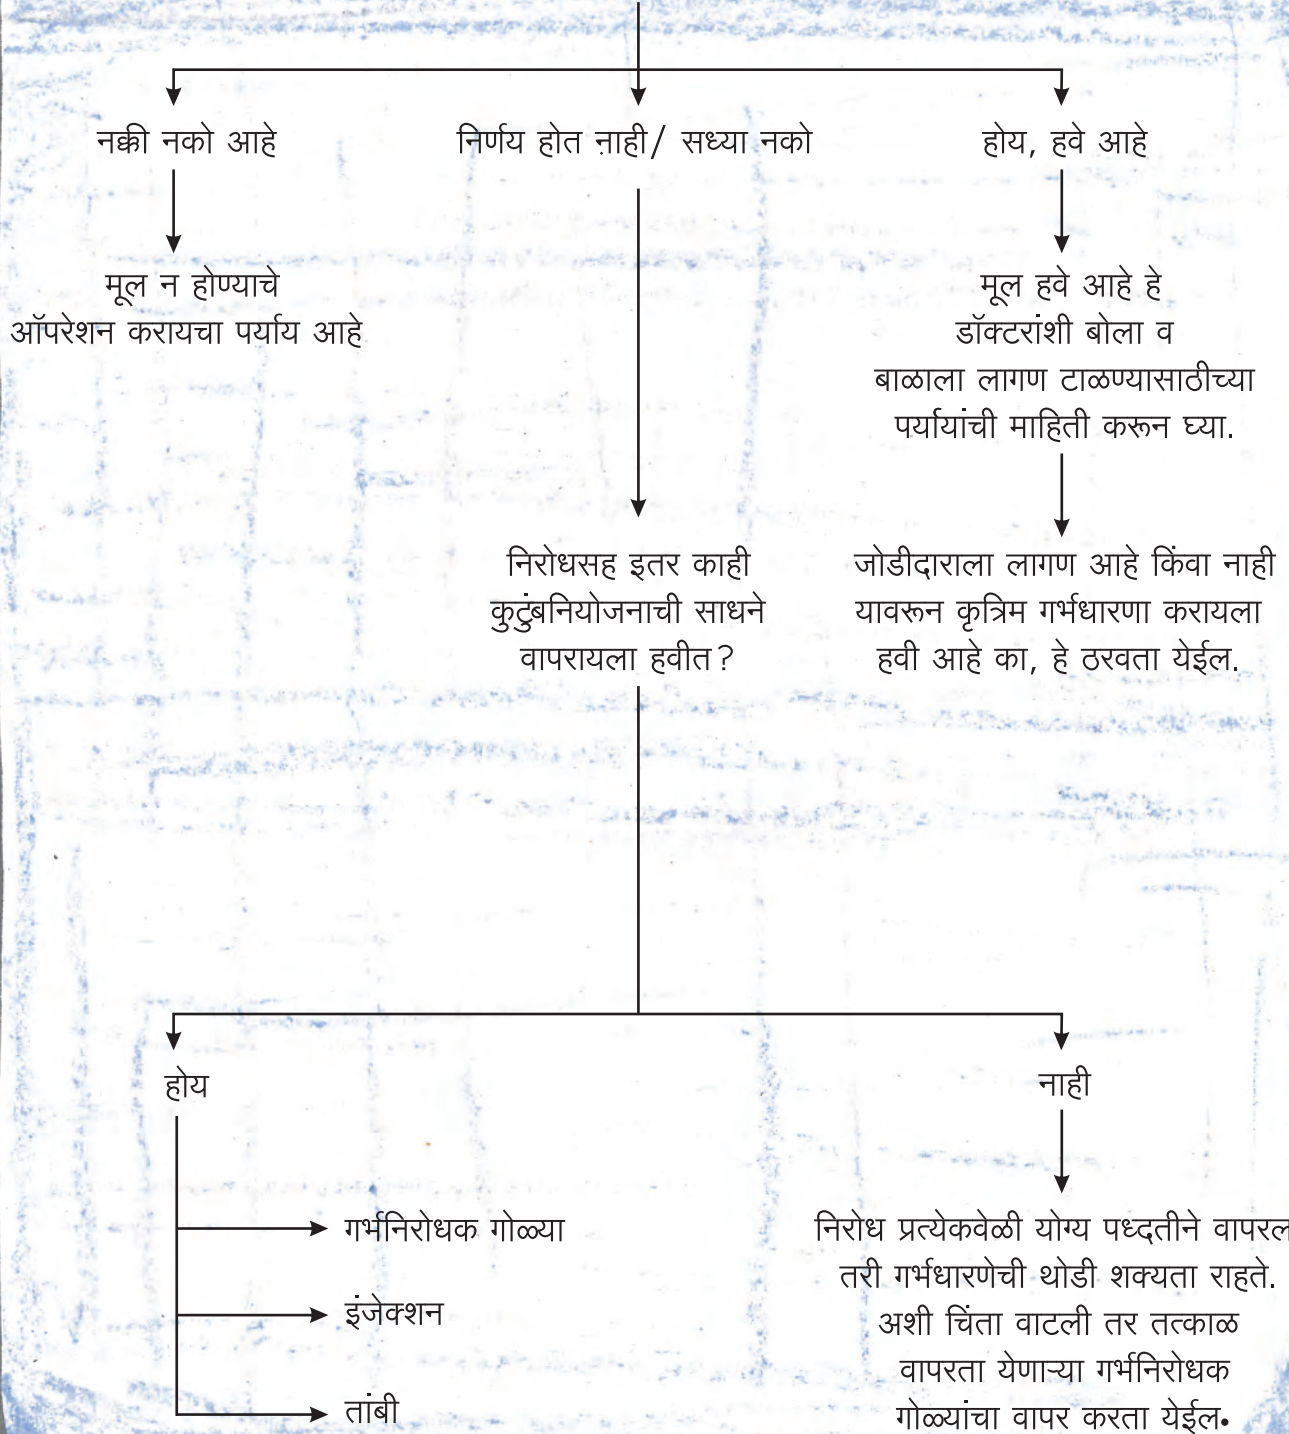 नक्की नको आहे
निर्णय होत ऩाही/ सध्या नको
होय, हवे आहे
मूल न होण्याचे
ऑपरेशन करायचा पर्याय आहे
मूल हवे आहे हे
डॉक्टरांशी बोला व
बाळाला लागण टाळण्यासाठीच्या
पर्यायांची माहिती करून घ्या.
निरोधसह इतर काही
कुटुंबनियोजनाची साधने
वापरायला हवीत?
जोडीदाराला लागण आहे किंवा नाही
यावरून कृत्रिम गर्भधारणा करायला
हवी आहे का, हे ठरवता येईल.
होय
गर्भनिरोधक गोळ्या
इंजेक्शन
तांबी
नाही
निरोध प्रत्येकवेळी योग्य पध्दतीने वापरल
तरी गर्भधारणेची थोडी शक्यता राहते.
अशी चिंता वाटली तर तत्काळ
वापरता येणाऱ्या गर्भनिरोधक
गोळ्यांचा वापर करता येईल.